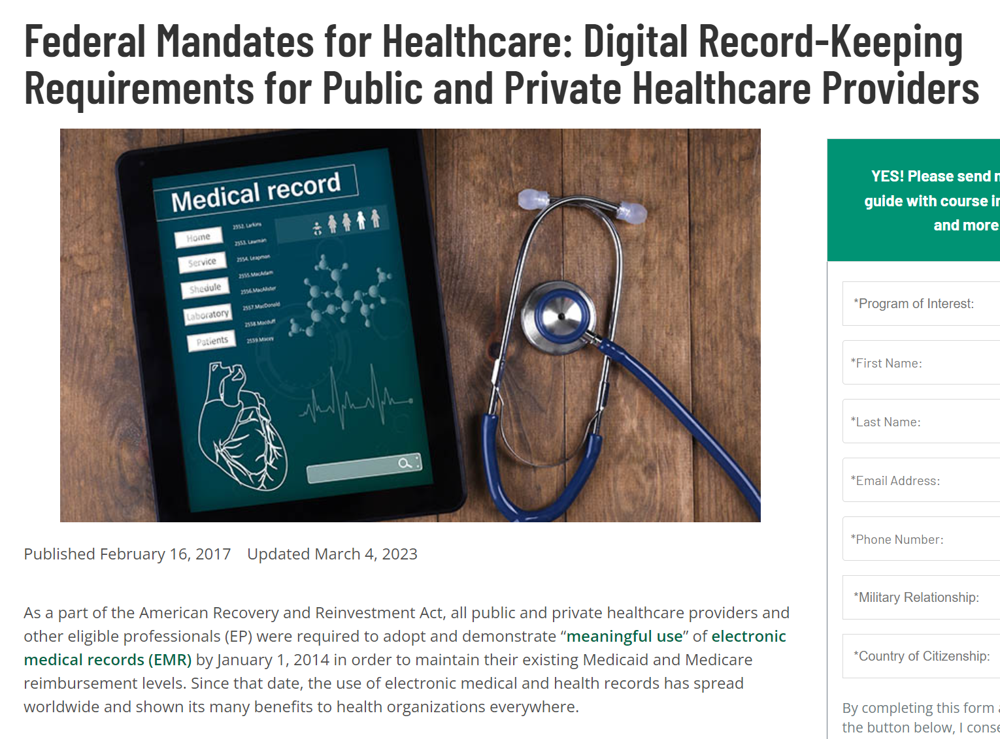 Federal Mandates for Healthcare: Digital Record-Keeping
Requirements for Public and Private Healthcare Providers
Medical record
Home
Service
Shedule
Laboratory
Patients
2552. Larkins
2553. Lawman
2554. Leapman
2555.MacAdam
2556.MacAlister
2557.MacDonald
2558.Macduff
2559.Macey
YES! Please send
guide with course
and more
*Program of Interest:
*First Name:
*Last Name:
*Email Address:
*Phone Number:
*Military Relationship:
*Country of Citizenship:
By completing this form
the button below, I
Published February 16, 2017 Updated March 4, 2023
As a part of the American Recovery and Reinvestment Act, all public and private healthcare providers and
other eligible professionals (EP) were required to adopt and demonstrate “meaningful use” of electronic
medical records (EMR) by January 1, 2014 in order to maintain their existing Medicaid and Medicare
reimbursement levels. Since that date, the use of electronic medical and health records has spread
worldwide and shown its many benefits to health organizations everywhere.